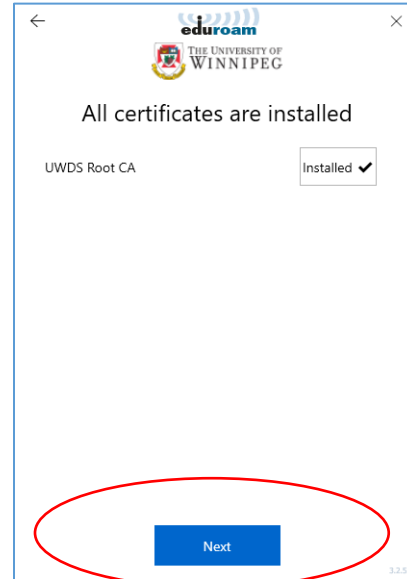 eduroam
THE UNIVERSITY OF
WINNIPEG
All certificates are installed
UWDS Root CA Installed ✔
Next
3.2.5